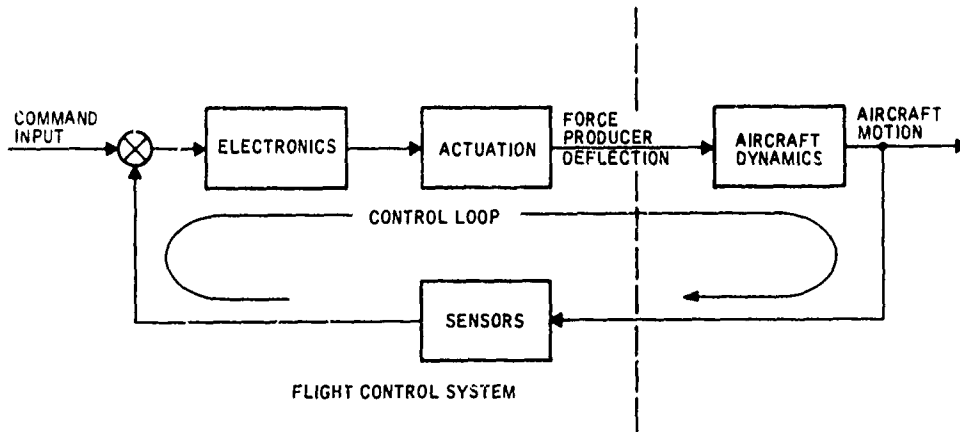 COMMAND
INPUT
ELECTRONICS
ACTUATION
FORCE
PRODUCER
DEFLECTION
AIRCRAFT
DYNAMICS
AIRCRAFT
MOTION
CONTROL LOOP
SENSORS
FLIGHT CONTROL SYSTEM